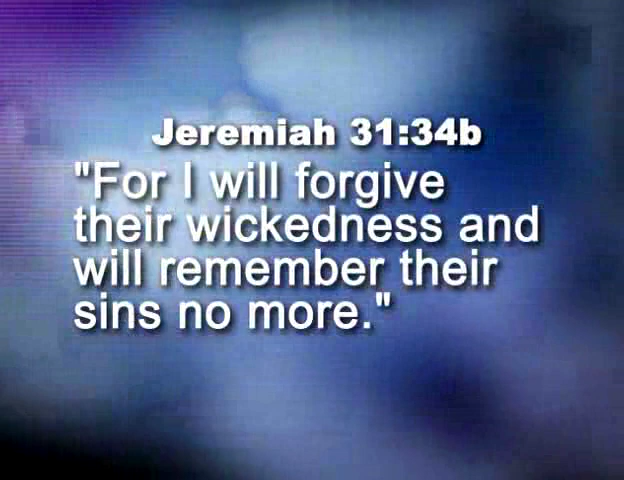 Jeremiah 31:34b
"For I will forgive
their wickedness and
will remember their
sins no more."